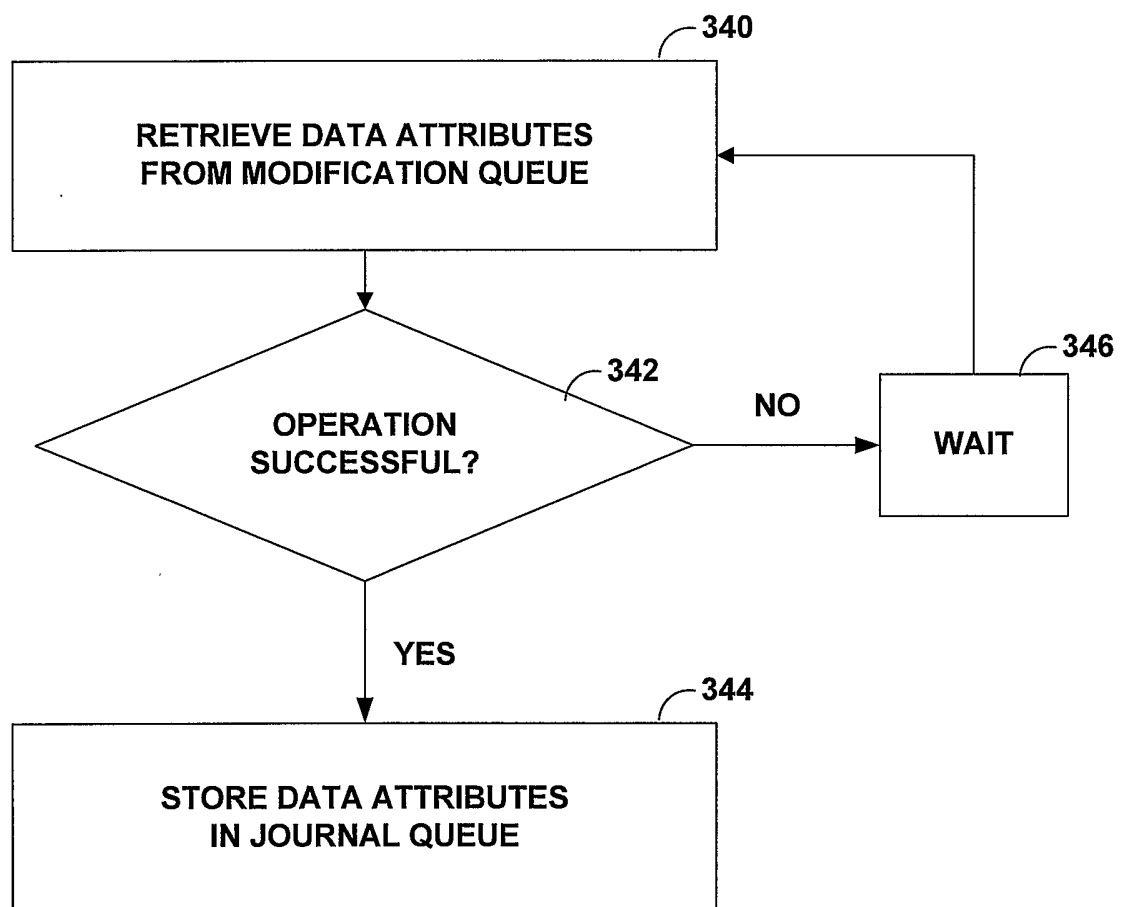 340
RETRIEVE DATA ATTRIBUTES
FROM MODIFICATION QUEUE
342
346
OPERATION
SUCCESSFUL?
NO
WAIT
YES
344
STORE DATA ATTRIBUTES
IN JOURNAL QUEUE